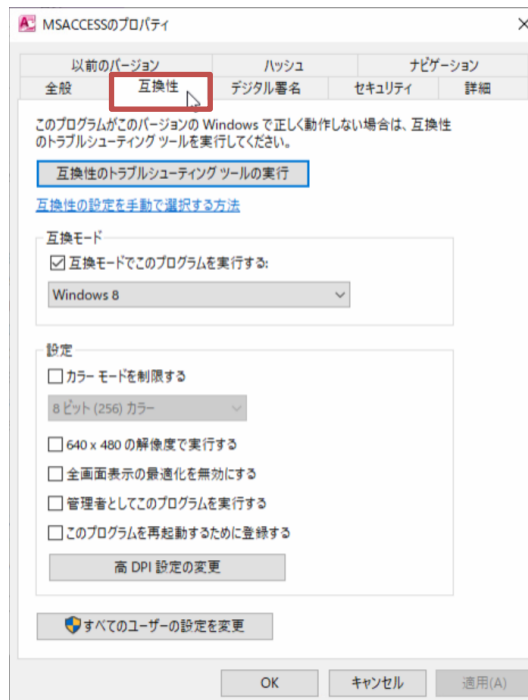 MSACCESSのプロパティ
以前のバージョン ハッシュ ナビゲーション
全般 互換性 デジタル署名 セキュリティ 詳細
このプログラムがこのバージョンの Windows で正しく動作しない場合は、互換性
のトラブルシューティング ツールを実行してください。
互換性のトラブルシューティング ツールの実行
互換性の設定を手動で選択する方法
互換モード
互換モードでこのプログラムを実行する:
Windows 8
設定
カラー モードを制限する
8 ビット (256) カラー
640 x 480 の解像度で実行する
全画面表示の最適化を無効にする
管理者としてこのプログラムを実行する
このプログラムを再起動するために登録する
高 DPI 設定の変更
すべてのユーザーの設定を変更
OK キャンセル 適用(A)